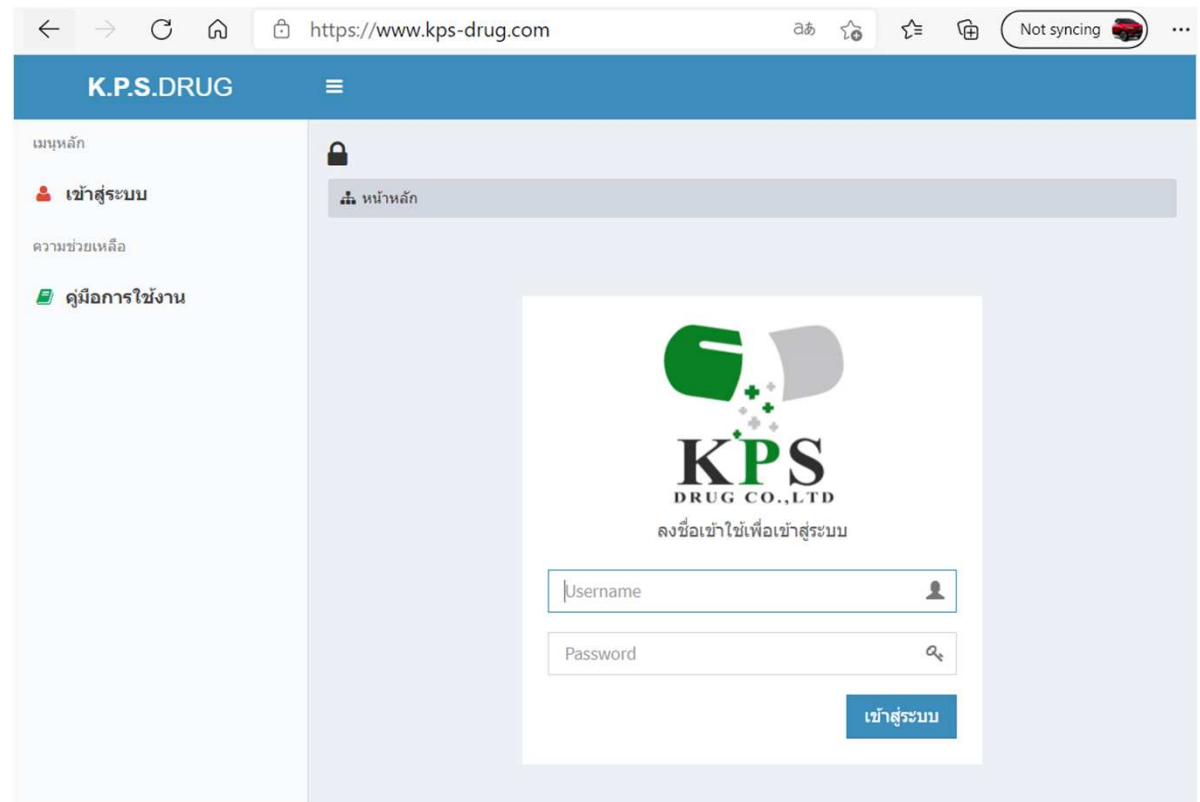 https://www.kps-drug.com
aあ
Not syncing
K.P.S.DRUG
เมนูหลัก
เข้าสู่ระบบ
ความช่วยเหลือ
คู่มือการใช้งาน
หน้าหลัก
KPS
DRUG CO.,LTD
ลงชื่อเข้าใช้เพื่อเข้าสู่ระบบ
Username
Password
เข้าสู่ระบบ